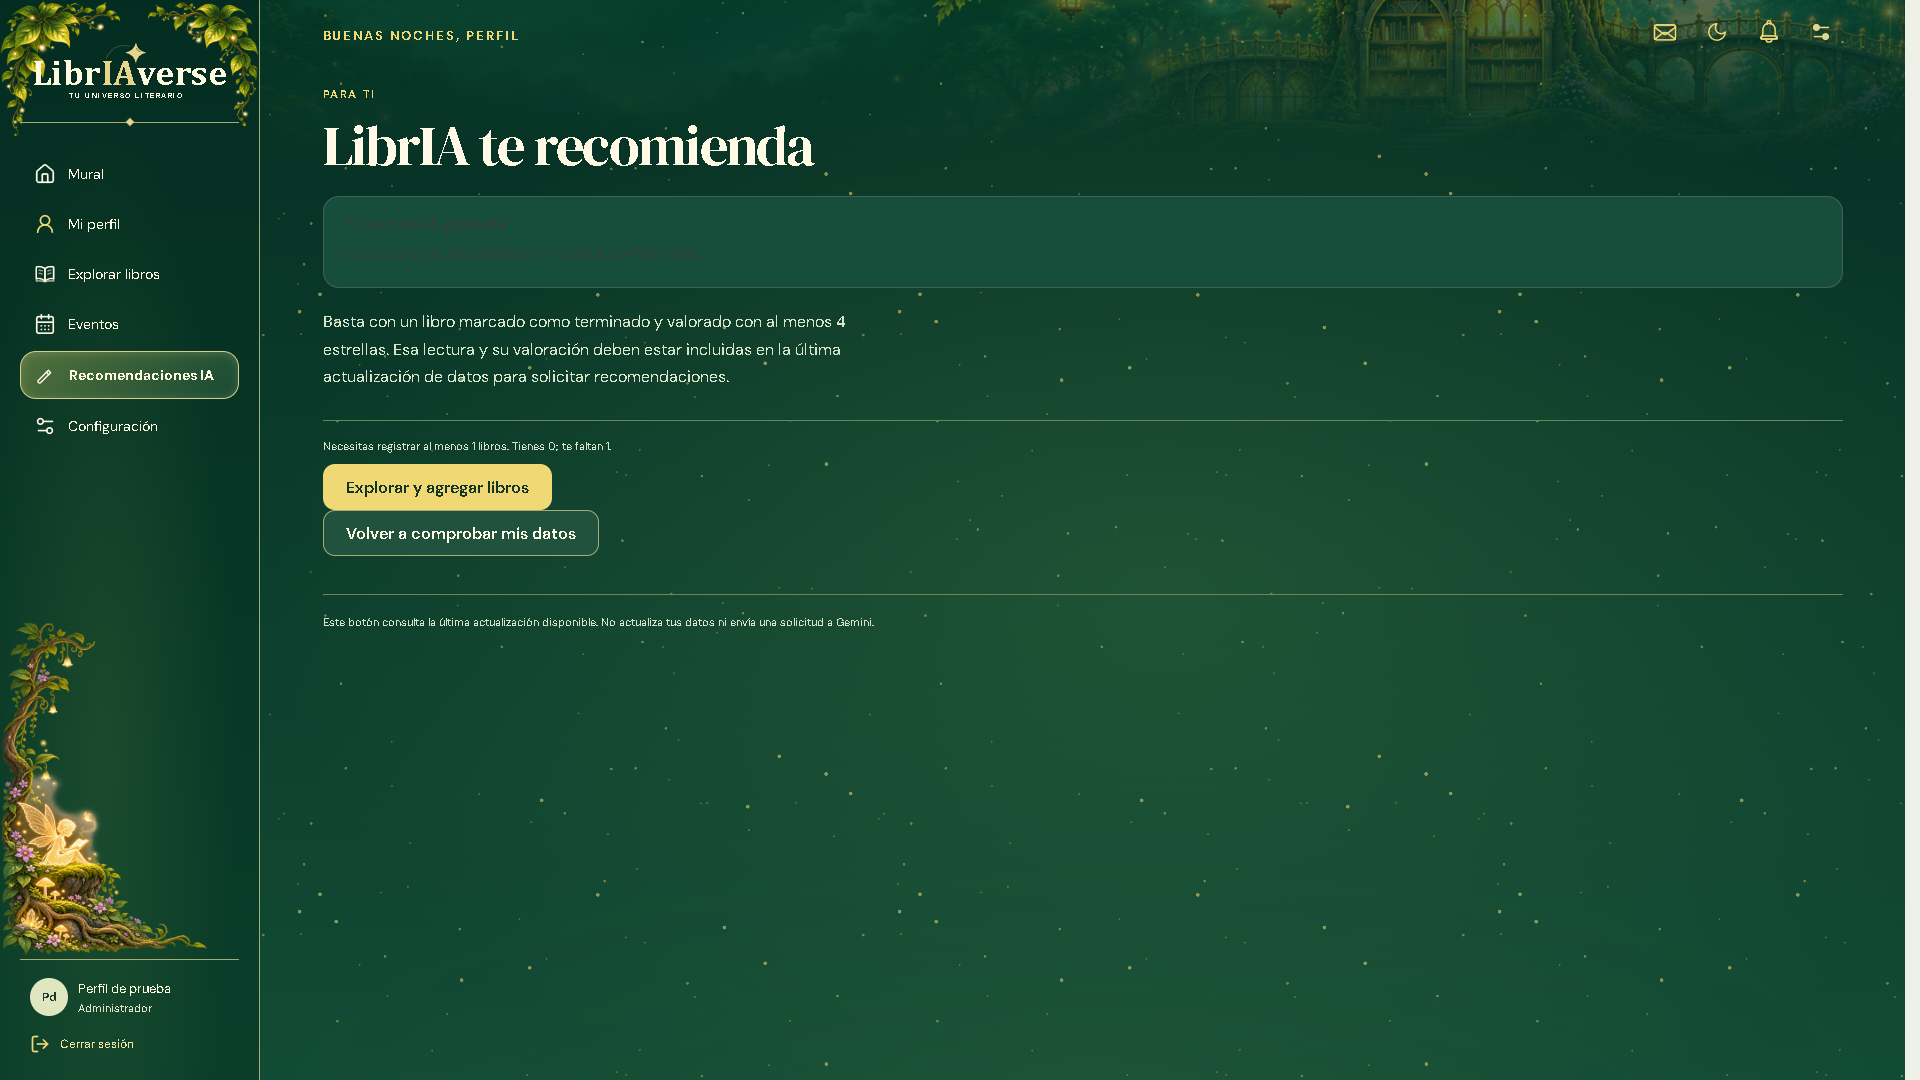 LibrIAverse
TU UNIVERSO LITERARIO
Mural
Mi perfil
Explorar libros
Eventos
Recomendaciones IA
Configuración
Pd
Perfil de prueba
Administrador
Cerrar sesión
BUENAS NOCHES, PERFIL
PARA TI
LibrIA te recomienda
Basta con un libro marcado como terminado y valorado con al menos 4
estrellas. Esa lectura y su valoración deben estar incluidas en la última
actualización de datos para solicitar recomendaciones.
Necesitas registrar al menos 1 libros. Tienes 0; te faltan 1.
Explorar y agregar libros
Volver a comprobar mis datos
Este botón consulta la última actualización disponible. No actualiza tus datos ni envía una solicitud a Gemini.